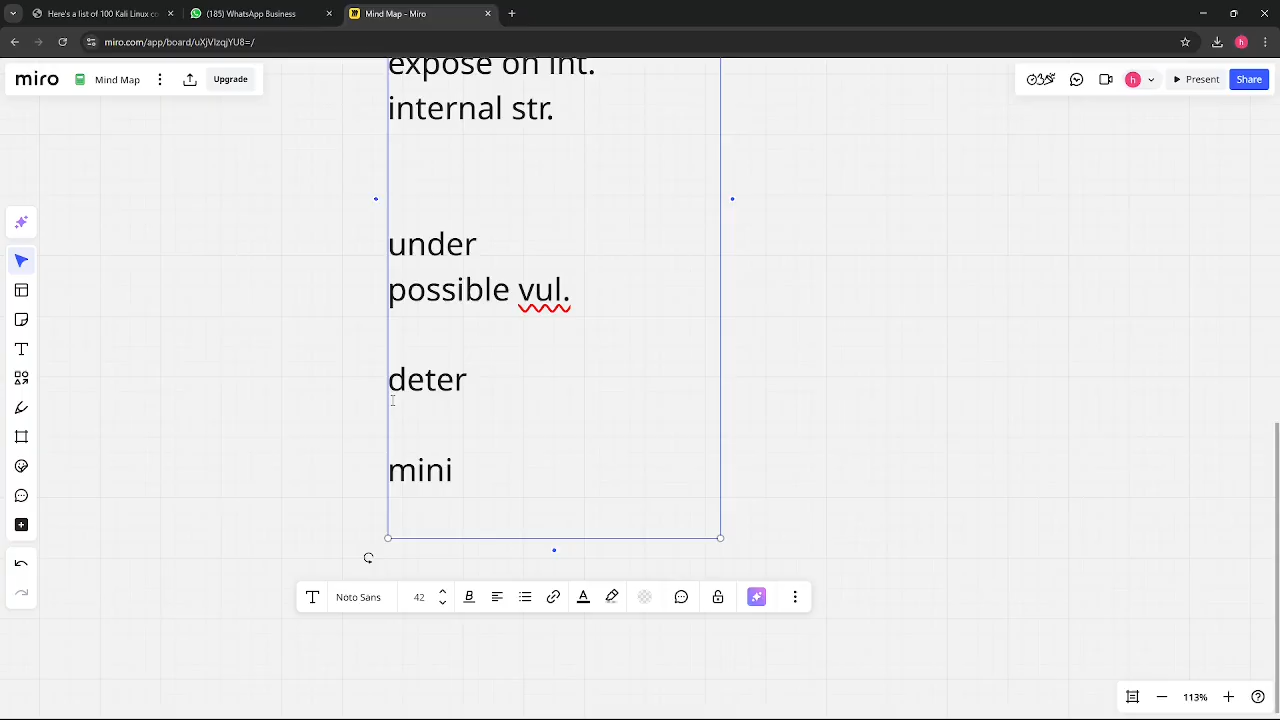 Here's a list of 100 Kali Linux co
(185) WhatsApp Business
Mind Map - Miro
miro.com/app/board/uXjVIzqjYU8=/
miro
Mind Map
Upgrade
h
Present
Share
expose on int.
internal str.
under
possible vul.
deter
mini
Noto Sans
42
113%